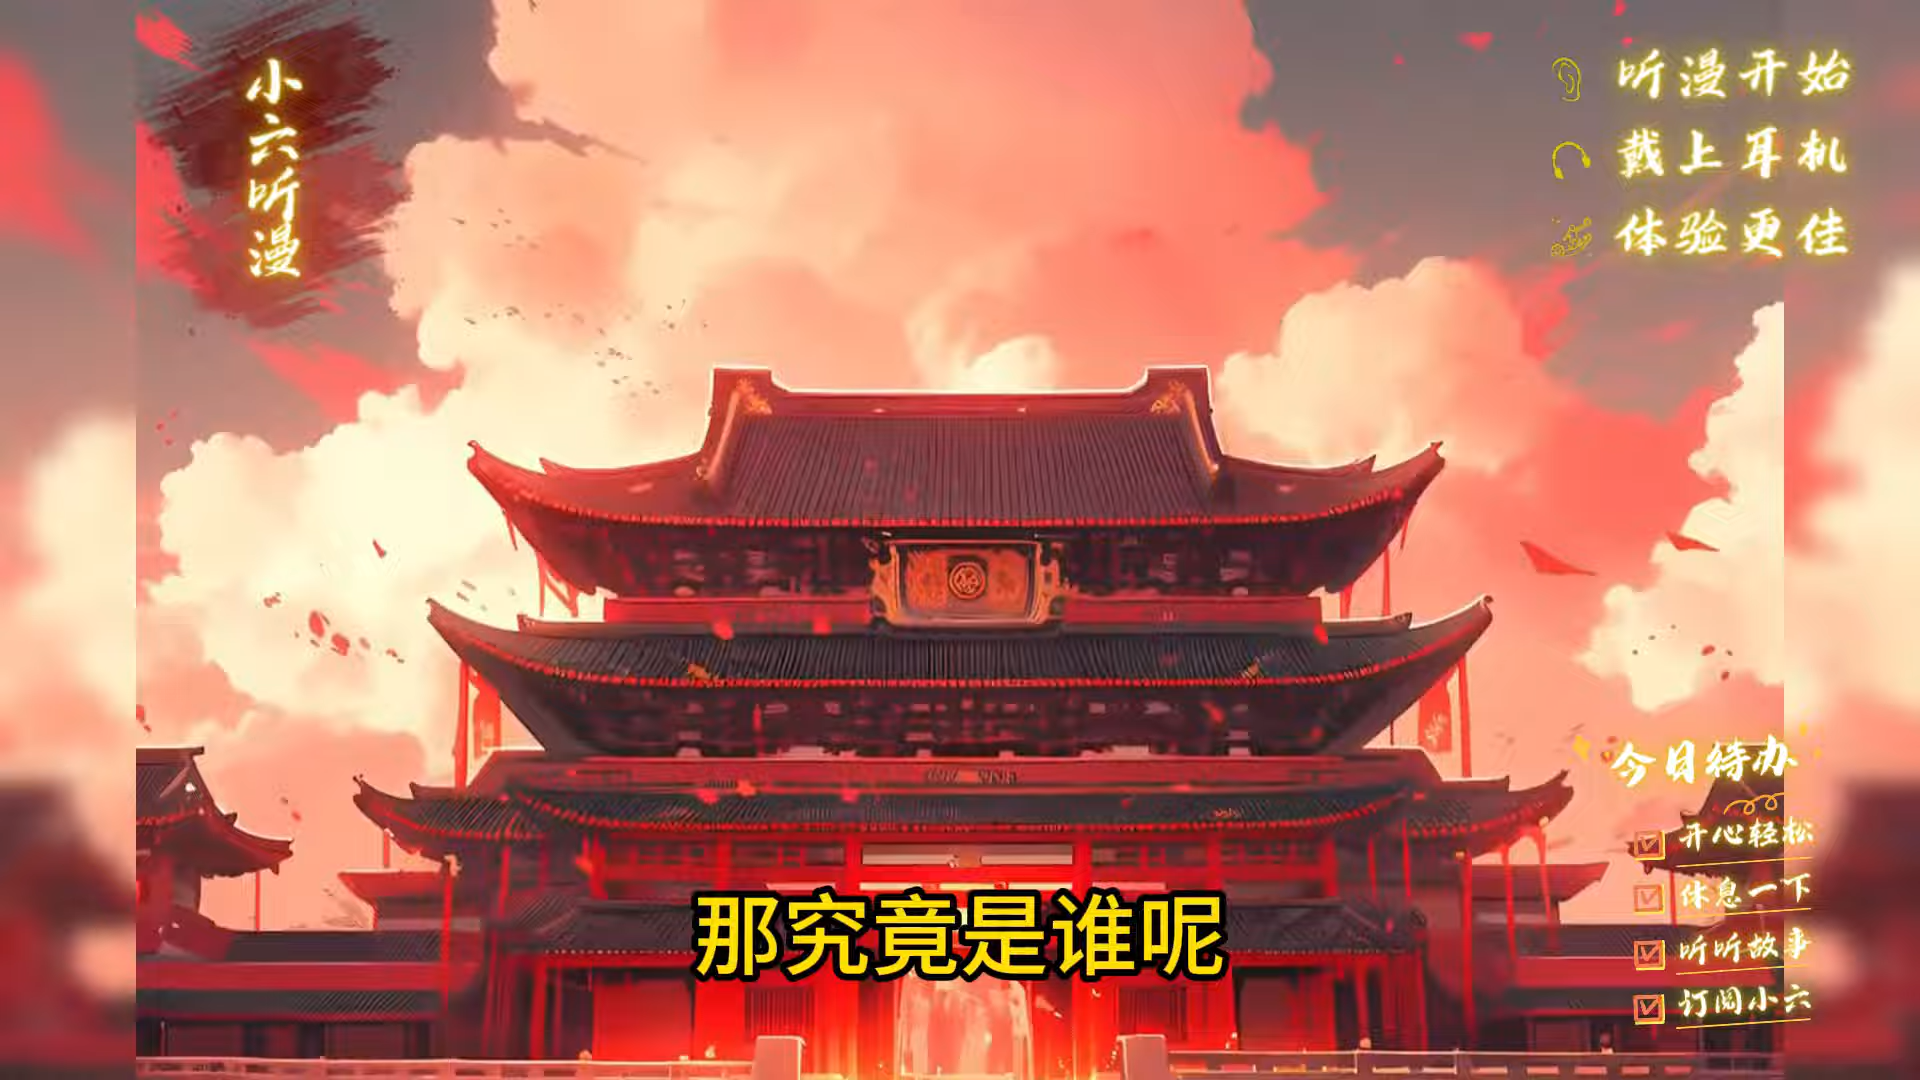 小六听漫
听漫开始
戴上耳机
体验更佳
今日待办
开心轻松
休息一下
听听故事
订阅小六
那究竟是谁呢